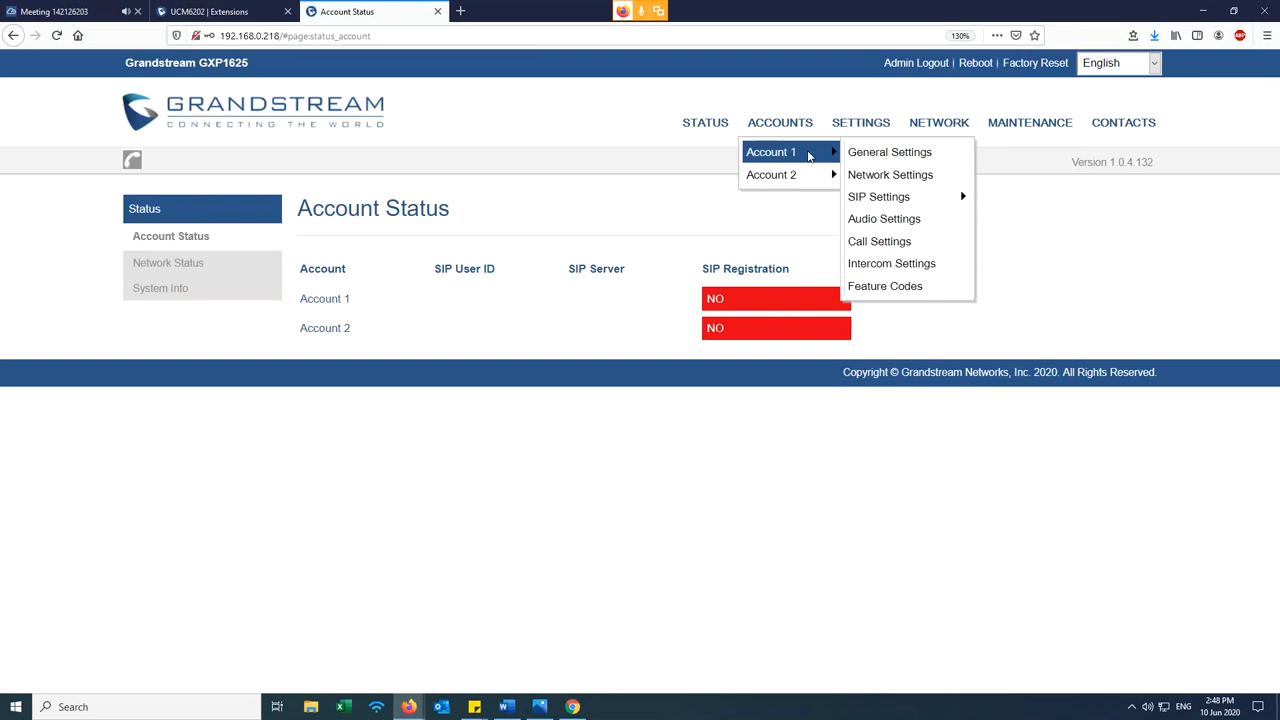 Meeting 142126203
UCM6202 | Extensions
Account Status
192.168.0.218/#page:status_account
130%
ABP
Grandstream GXP1625
Admin Logout | Reboot | Factory Reset
English
GRANDSTREAM
CONNECTING THE WORLD
STATUS ACCOUNTS SETTINGS NETWORK MAINTENANCE CONTACTS
Version 1.0.4.132
Account 1
Account 2
General Settings
Network Settings
SIP Settings
Audio Settings
Call Settings
Intercom Settings
Feature Codes
Status
Account Status
Network Status
System Info
Account Status
Account SIP User ID SIP Server SIP Registration
Account 1 NO
Account 2 NO
Copyright © Grandstream Networks, Inc. 2020. All Rights Reserved.
Search
ENG
2:48 PM
10 Jun 2020